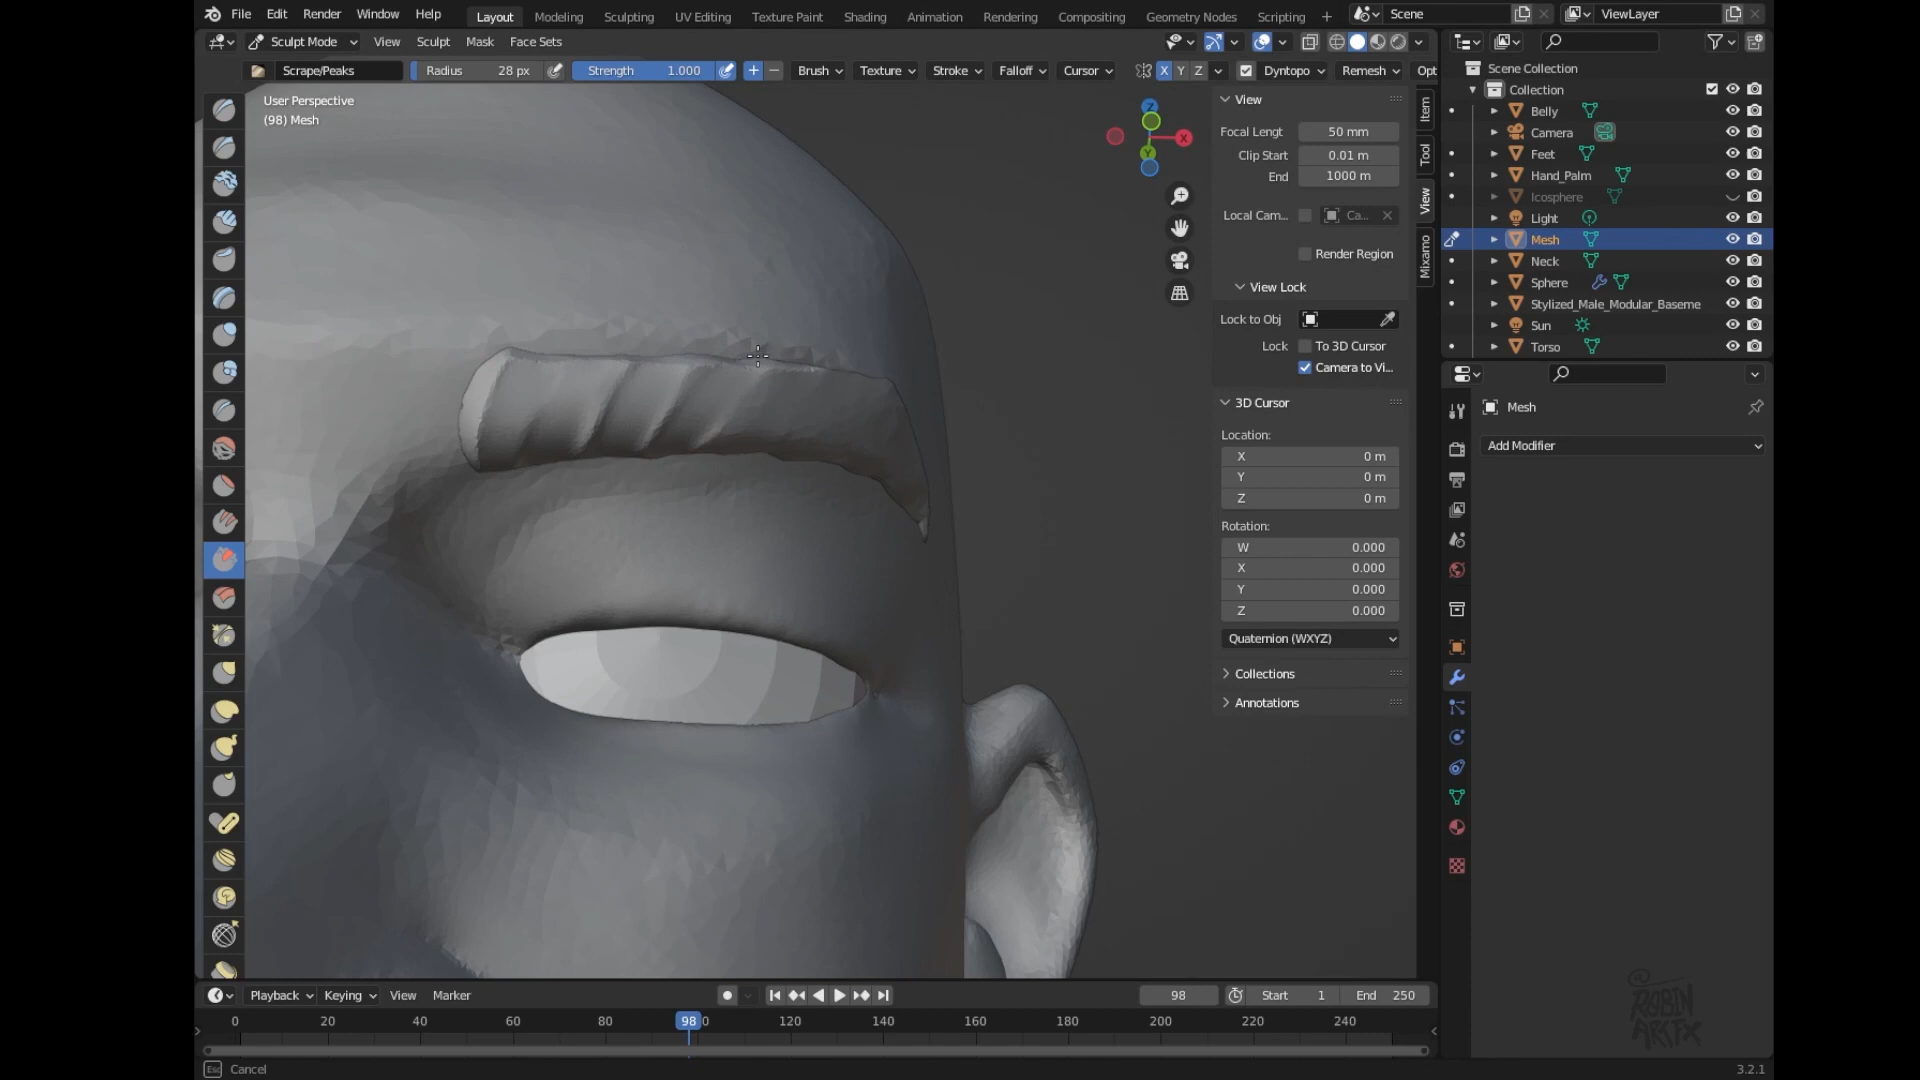 File Edit Render Window Help Layout Modeling Sculpting UV Editing Texture Paint Shading Animation Rendering Compositing Geometry Nodes Scripting + Scene ViewLayer
Sculpt Mode View Sculpt Mask Face Sets
Scrape/Peaks Radius 28 px Strength 1.000 + − Brush Texture Stroke Falloff Cursor X Y Z Dyntopo Remesh Opt
User Perspective
(98) Mesh
Z
X
Y
View
Focal Lengt 50 mm
Clip Start 0.01 m
End 1000 m
Local Cam... Ca...
Render Region
View Lock
Lock to Obj
Lock To 3D Cursor
Camera to Vi...
3D Cursor
Location:
X 0 m
Y 0 m
Z 0 m
Rotation:
W 0.000
X 0.000
Y 0.000
Z 0.000
Quaternion (WXYZ)
Collections
Annotations
Item
Tool
View
Mixamo
Scene Collection
Collection
Belly
Camera
Feet
Hand_Palm
Icosphere
Light
Mesh
Neck
Sphere
Stylized_Male_Modular_Baseme
Sun
Torso
Mesh
Add Modifier
Playback Keying View Marker 98 Start 1 End 250
0 20 40 60 80 98 0 120 140 160 180 200 220 240
Esc Cancel 3.2.1
@
ROBIN
ARTFX